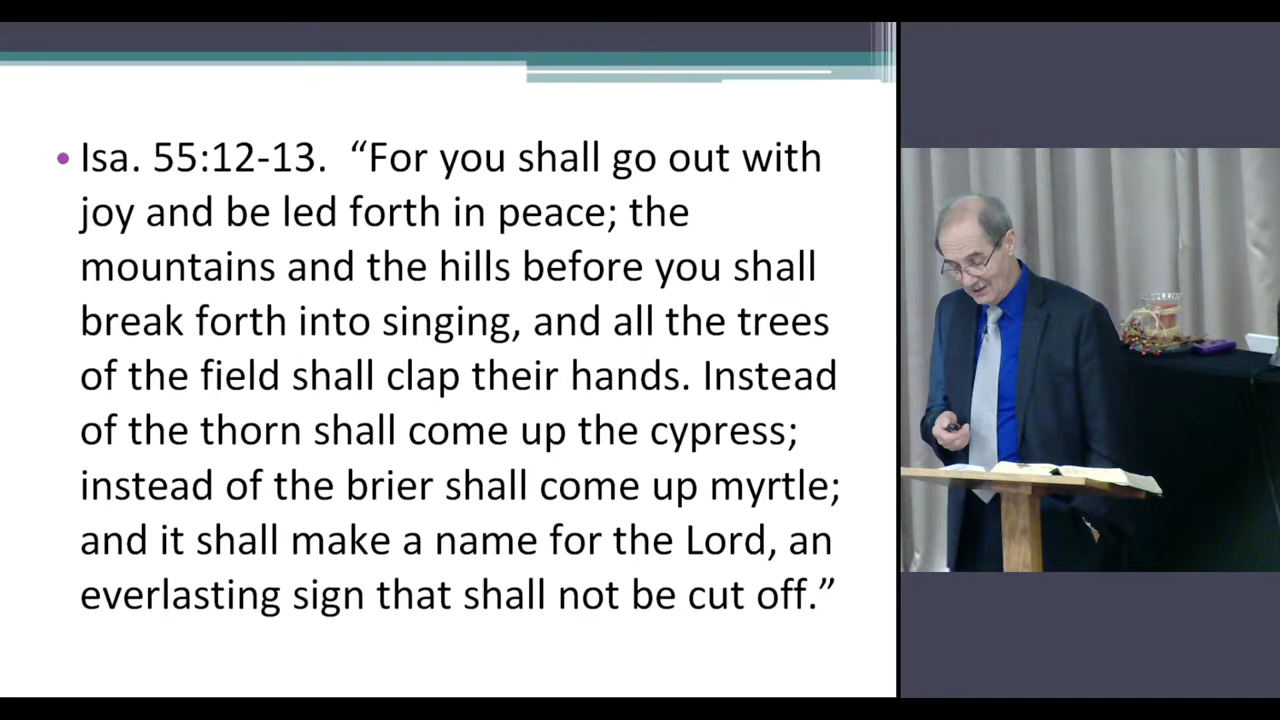 • Isa. 55:12-13. “For you shall go out with
joy and be led forth in peace; the
mountains and the hills before you shall
break forth into singing, and all the trees
of the field shall clap their hands. Instead
of the thorn shall come up the cypress;
instead of the brier shall come up myrtle;
and it shall make a name for the Lord, an
everlasting sign that shall not be cut off.”